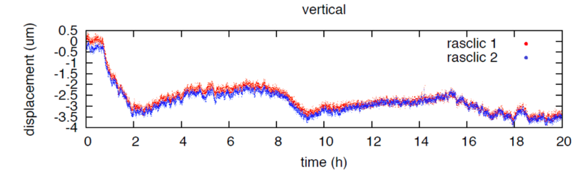 vertical
displacement (um)
0.5
0
-0.5
-1
-1.5
-2
-2.5
-3
-3.5
-4
rasclic 1
rasclic 2
0 2 4 6 8 10 12 14 16 18 20
time (h)